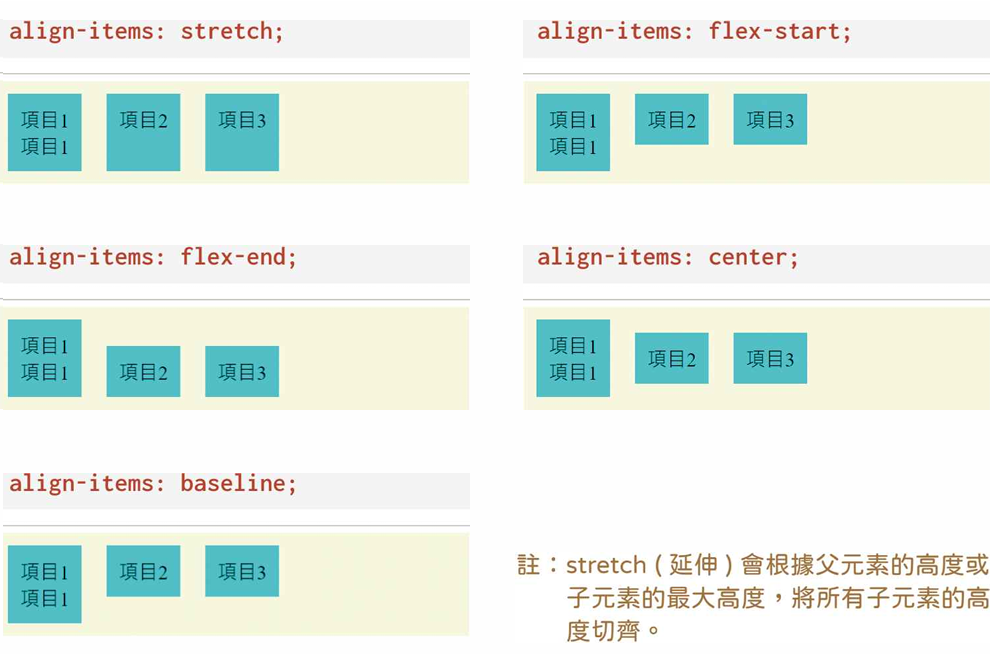 align-items: stretch;
項目1 項目2 項目3
項目1
align-items: flex-start;
項目1 項目2 項目3
項目1
align-items: flex-end;
項目1
項目1 項目2 項目3
align-items: center;
項目1
項目1 項目2 項目3
align-items: baseline;
項目1 項目2 項目3
項目1
註：stretch ( 延伸 ) 會根據父元素的高度或
子元素的最大高度，將所有子元素的高
度切齊。